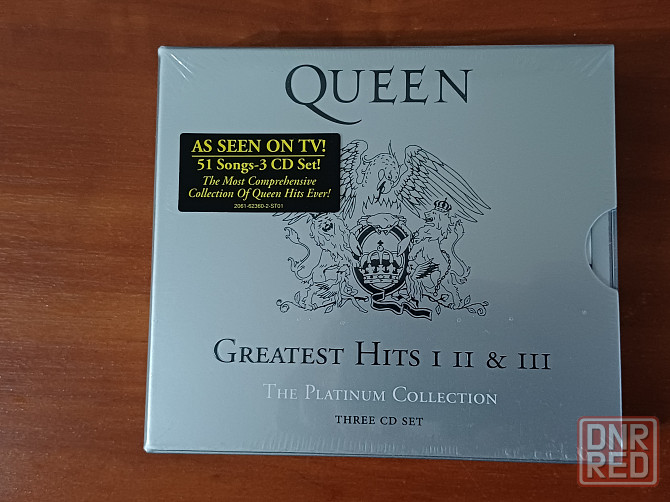 QUEEN
AS SEEN ON TV!
51 Songs-3 CD Set!
The Most Comprehensive
Collection Of Queen Hits Ever!
2061-62360-2-ST01
GREATEST HITS I II & III
THE PLATINUM COLLECTION
THREE CD SET
DNR
RED